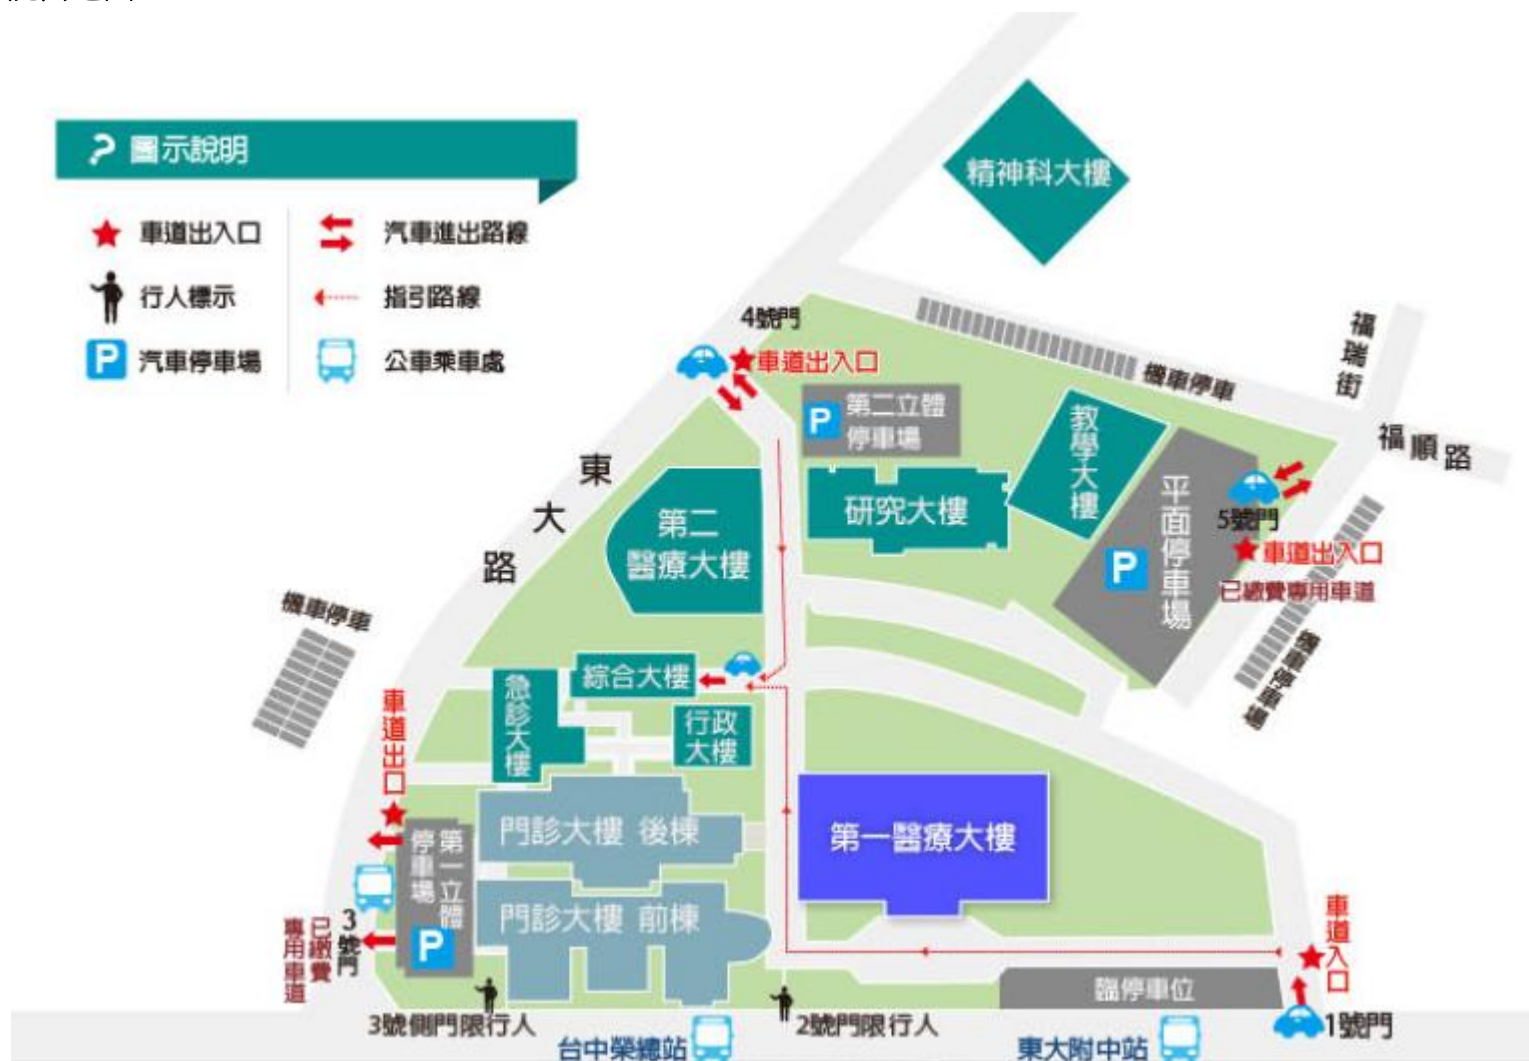 圖示說明
車道出入口
汽車進出路線
行人標示
指引路線
P 汽車停車場
公車乘車處
精神科大樓
4號門
車道出入口
機車停車
福瑞街
福順路
P 第二立體
停車場
教學大樓
研究大樓
平面停車場
P
5號門
車道出入口
已繳費專用車道
機車停車場
東大路
第二
醫療大樓
機車停車
綜合大樓
急診大樓
行政
大樓
車道出口
門診大樓 後棟
第一醫療大樓
第一立體
停車場
P
門診大樓 前棟
3號門
已繳費
專用車道
車道入口
臨停車位
3號側門限行人
2號門限行人
1號門
台中榮總站
東大附中站